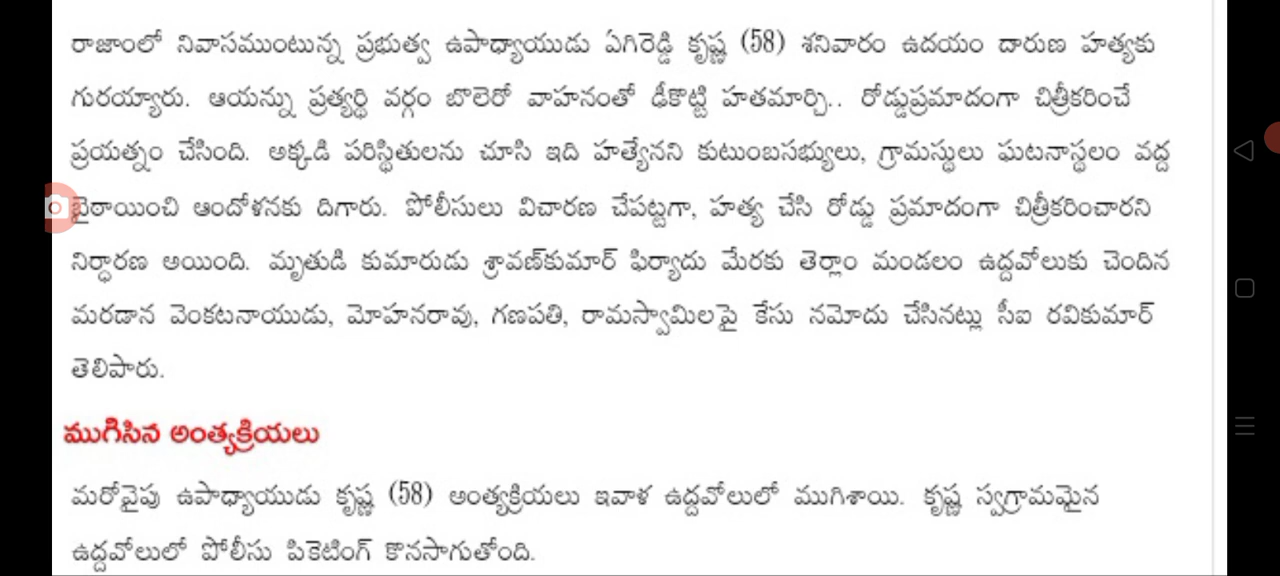 రాజాంలో నివాసముంటున్న ప్రభుత్వ ఉపాధ్యాయుడు ఏగిరెడ్డి కృష్ణ (58) శనివారం ఉదయం దారుణ హత్యకు
గురయ్యారు. ఆయన్ను ప్రత్యర్థి వర్గం బొలెరో వాహనంతో ఢీకొట్టి హతమార్చి.. రోడ్డుప్రమాదంగా చిత్రీకరించే
ప్రయత్నం చేసింది. అక్కడి పరిస్థితులను చూసి ఇది హత్యేనని కుటుంబసభ్యులు, గ్రామస్థులు ఘటనాస్థలం వద్ద
బైఠాయించి ఆందోళనకు దిగారు. పోలీసులు విచారణ చేపట్టగా, హత్య చేసి రోడ్డు ప్రమాదంగా చిత్రీకరించారని
నిర్ధారణ అయింది. మృతుడి కుమారుడు శ్రావణ్‌కుమార్ ఫిర్యాదు మేరకు తెర్లాం మండలం ఉద్దవోలుకు చెందిన
మరడాన వెంకటనాయుడు, మోహనరావు, గణపతి, రామస్వామిలపై కేసు నమోదు చేసినట్లు సీఐ రవికుమార్
తెలిపారు.
ముగిసిన అంత్యక్రియలు
మరోవైపు ఉపాధ్యాయుడు కృష్ణ (58) అంత్యక్రియలు ఇవాళ ఉద్దవోలులో ముగిశాయి. కృష్ణ స్వగ్రామమైన
ఉద్దవోలులో పోలీసు పికెటింగ్ కొనసాగుతోంది.